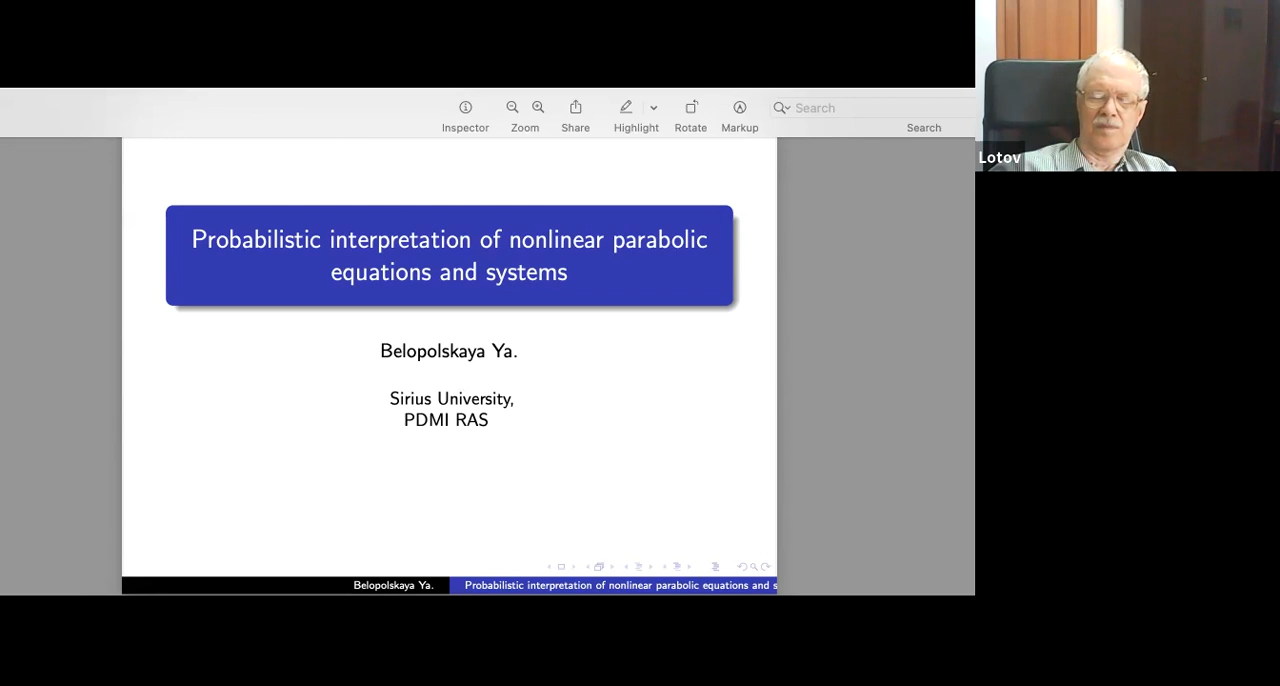 Inspector
Zoom
Share
Highlight
Rotate
Markup
Search
Search
Lotov
Probabilistic interpretation of nonlinear parabolic
equations and systems
Belopolskaya Ya.
Sirius University,
PDMI RAS
Belopolskaya Ya.
Probabilistic interpretation of nonlinear parabolic equations and s